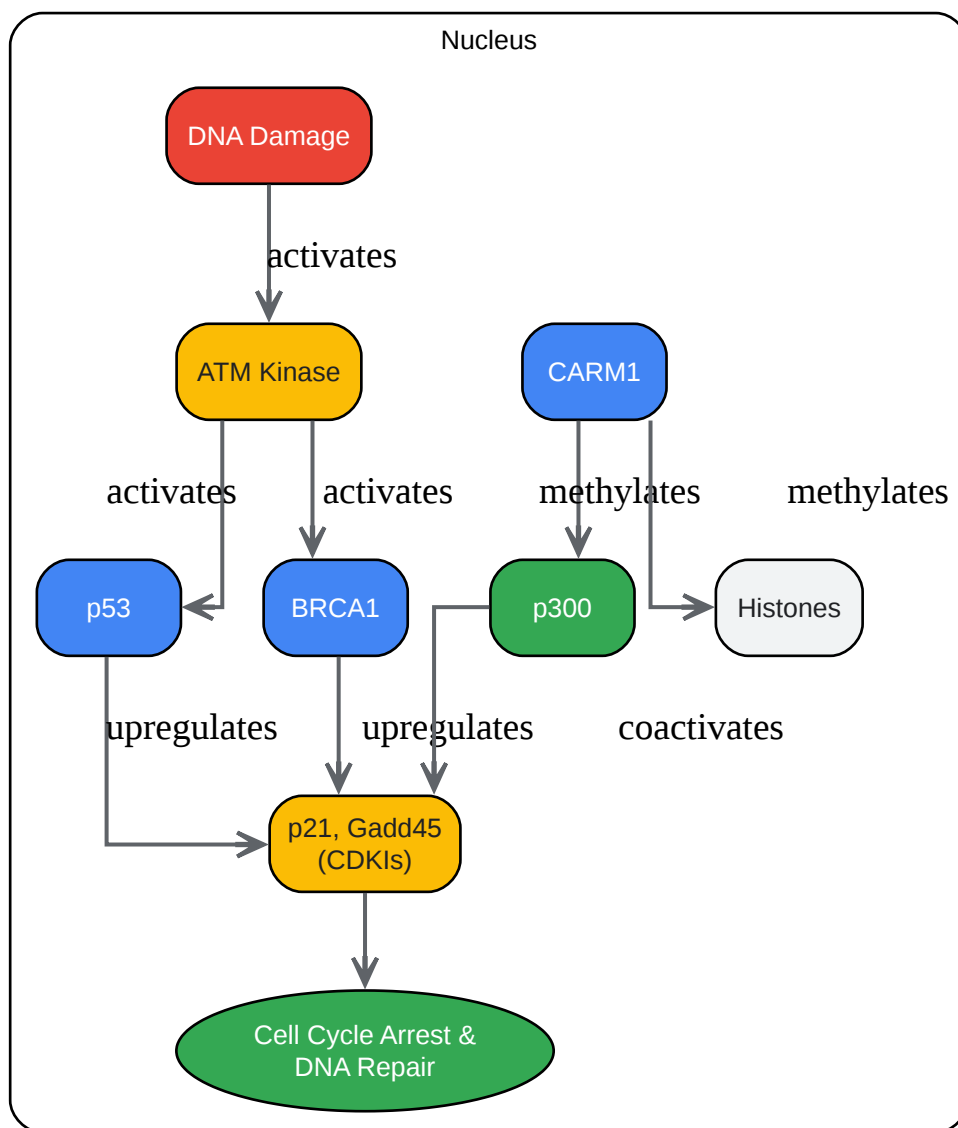 Nucleus
DNA Damage
activates
ATM Kinase
CARM1
activates
activates
methylates
methylates
p53
BRCA1
p300
Histones
upregulates
upregulates
coactivates
p21, Gadd45
(CDKIs)
Cell Cycle Arrest &
DNA Repair